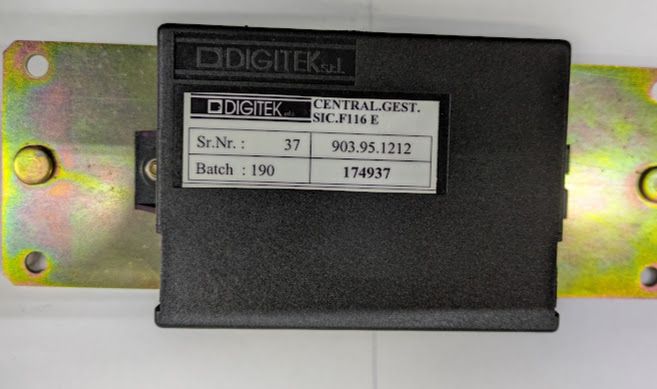 DIGITEK s.r.l.
DIGITEK s.r.l. CENTRAL.GEST.
SIC.F116 E
Sr.Nr. : 37 903.95.1212
Batch : 190 174937